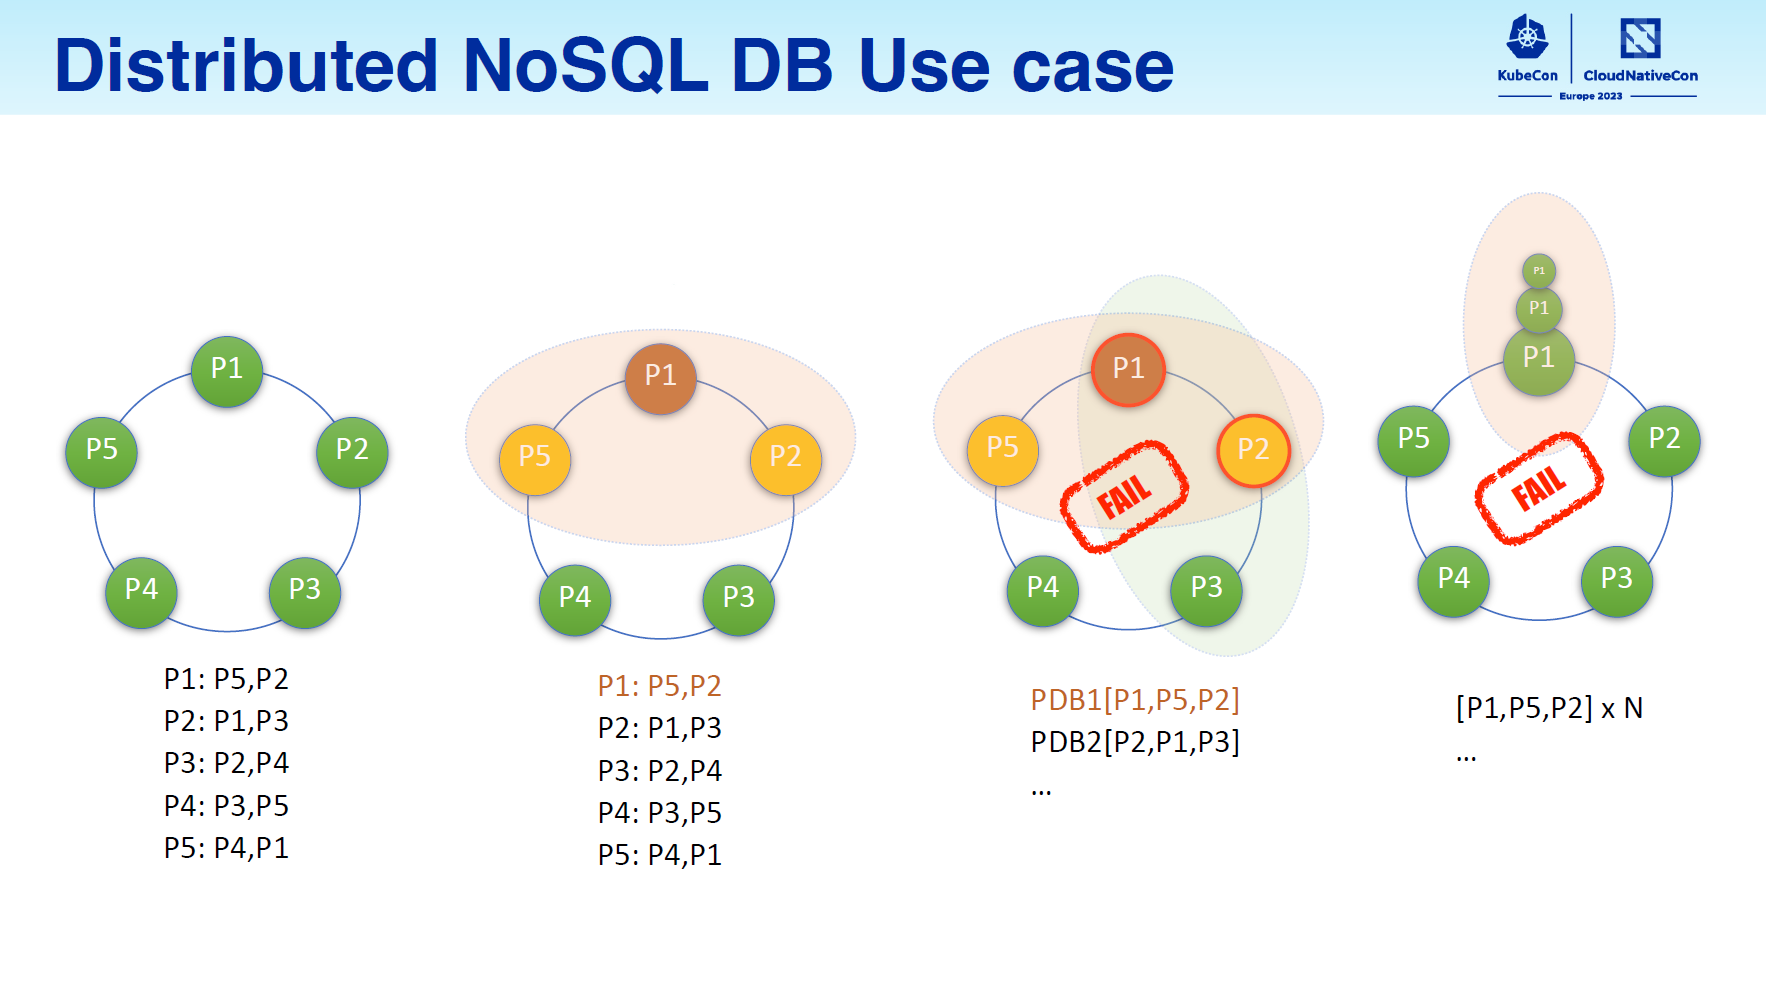 Distributed NoSQL DB Use case
KubeCon
CloudNativeCon
Europe 2023
P1
P5
P2
P4
P3
P1: P5,P2
P2: P1,P3
P3: P2,P4
P4: P3,P5
P5: P4,P1
P1
P5
P2
P4
P3
P1: P5,P2
P2: P1,P3
P3: P2,P4
P4: P3,P5
P5: P4,P1
P1
P5
P2
FAIL
P4
P3
PDB1[P1,P5,P2]
PDB2[P2,P1,P3]
...
P1
P1
P1
P5
P2
FAIL
P4
P3
[P1,P5,P2] x N
...